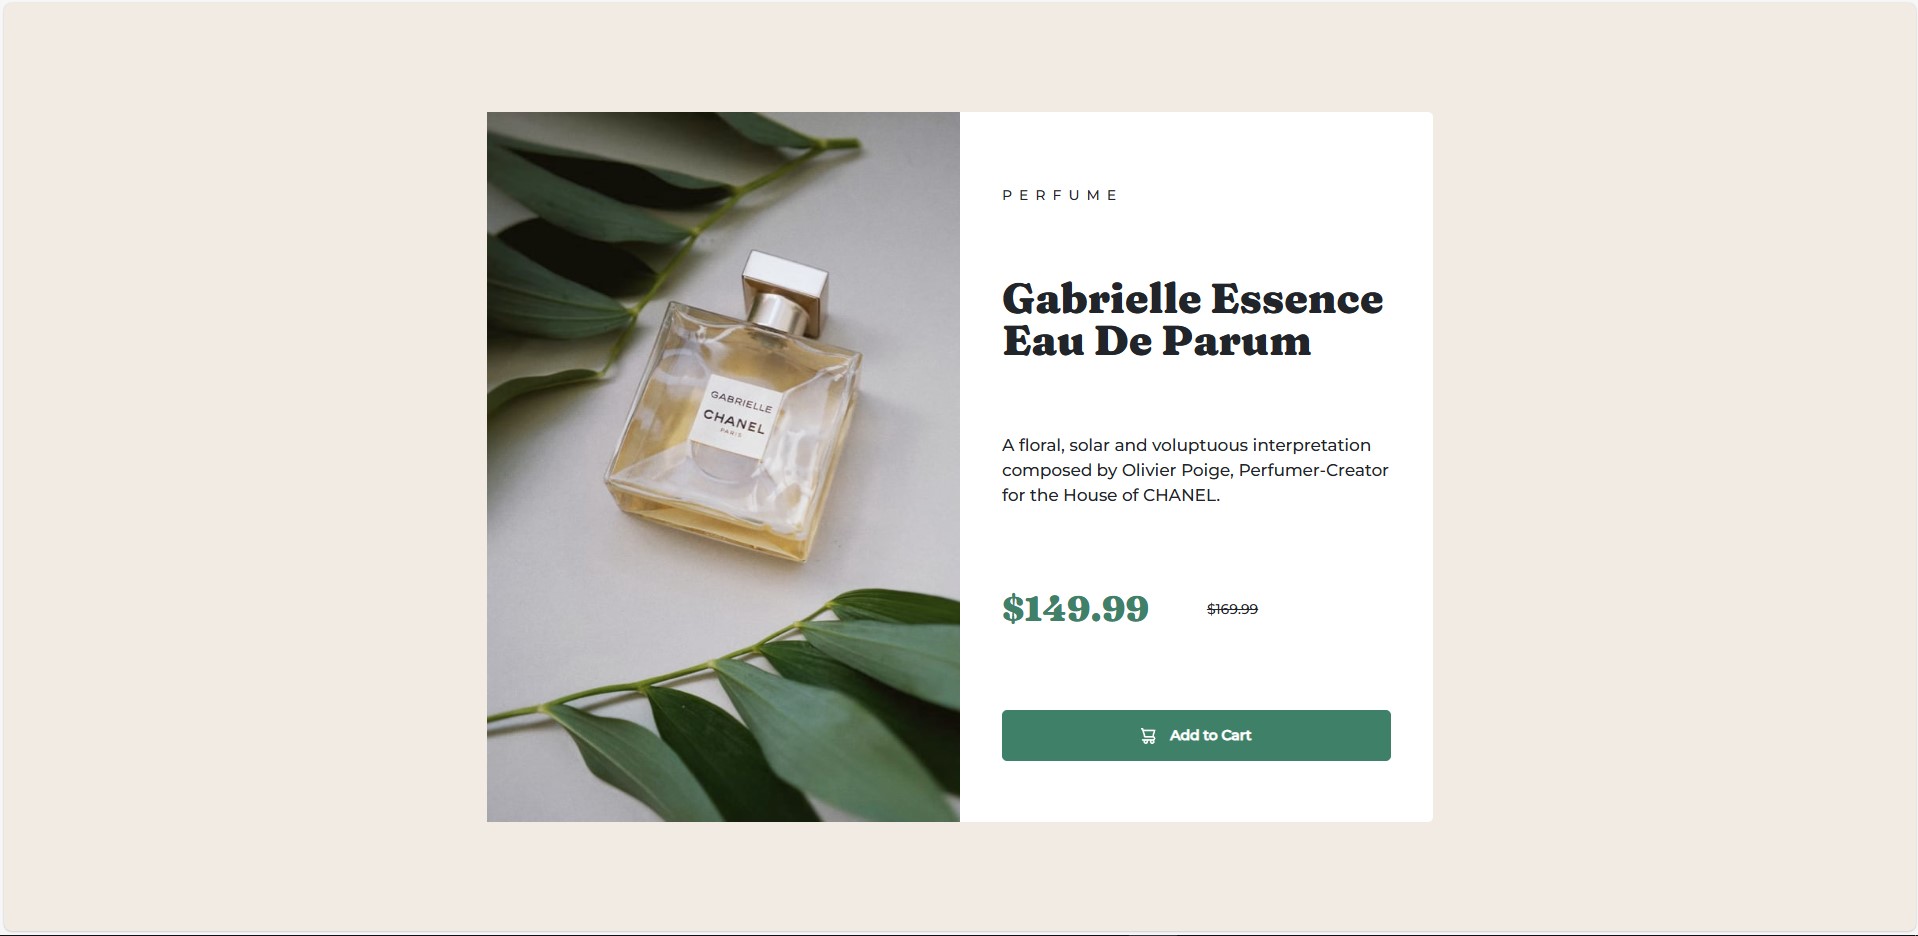 GABRIELLE
CHANEL
PARIS
PERFUME
Gabrielle Essence
Eau De Parum
A floral, solar and voluptuous interpretation
composed by Olivier Poige, Perfumer-Creator
for the House of CHANEL.
$149.99 $169.99
Add to Cart